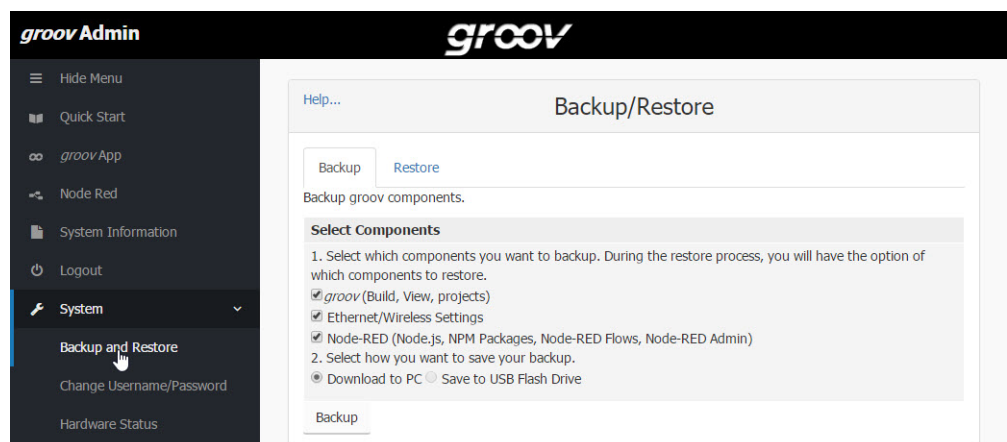 groov Admin
groov
Hide Menu
Quick Start
groov App
Node Red
System Information
Logout
System
Backup and Restore
Change Username/Password
Hardware Status
Help...
Backup/Restore
Backup
Restore
Backup groov components.
Select Components
1. Select which components you want to backup. During the restore process, you will have the option of
which components to restore.
groov (Build, View, projects)
Ethernet/Wireless Settings
Node-RED (Node.js, NPM Packages, Node-RED Flows, Node-RED Admin)
2. Select how you want to save your backup.
Download to PC Save to USB Flash Drive
Backup